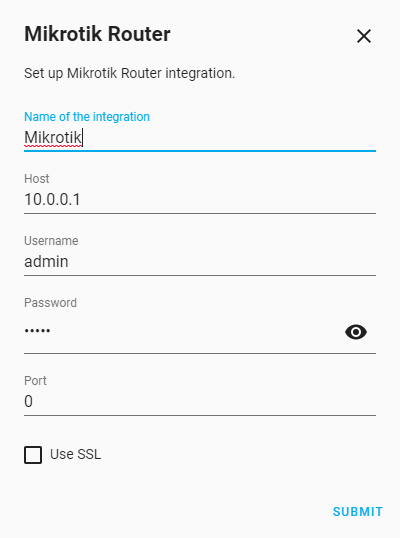 Mikrotik Router
Set up Mikrotik Router integration.
Name of the integration
Mikrotik
Host
10.0.0.1
Username
admin
Password
•••••
Port
0
Use SSL
SUBMIT